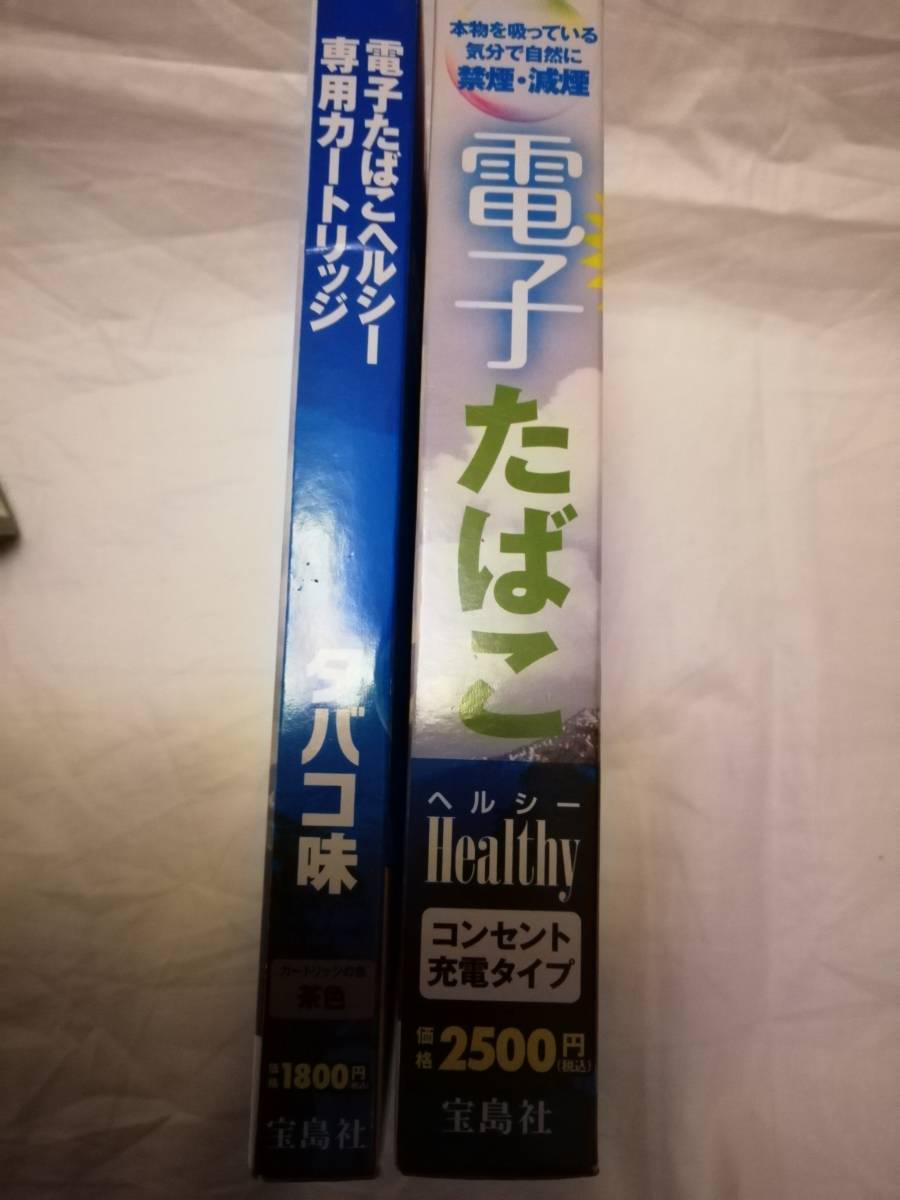 電子たばこヘルシー
専用カートリッジ
タバコ味
カートリッジの色
茶色
価格1800円(税込)
宝島社
本物を吸っている
気分で自然に
禁煙・減煙
電子たばこ
ヘルシー
Healthy
コンセント
充電タイプ
価格2500円(税込)
宝島社